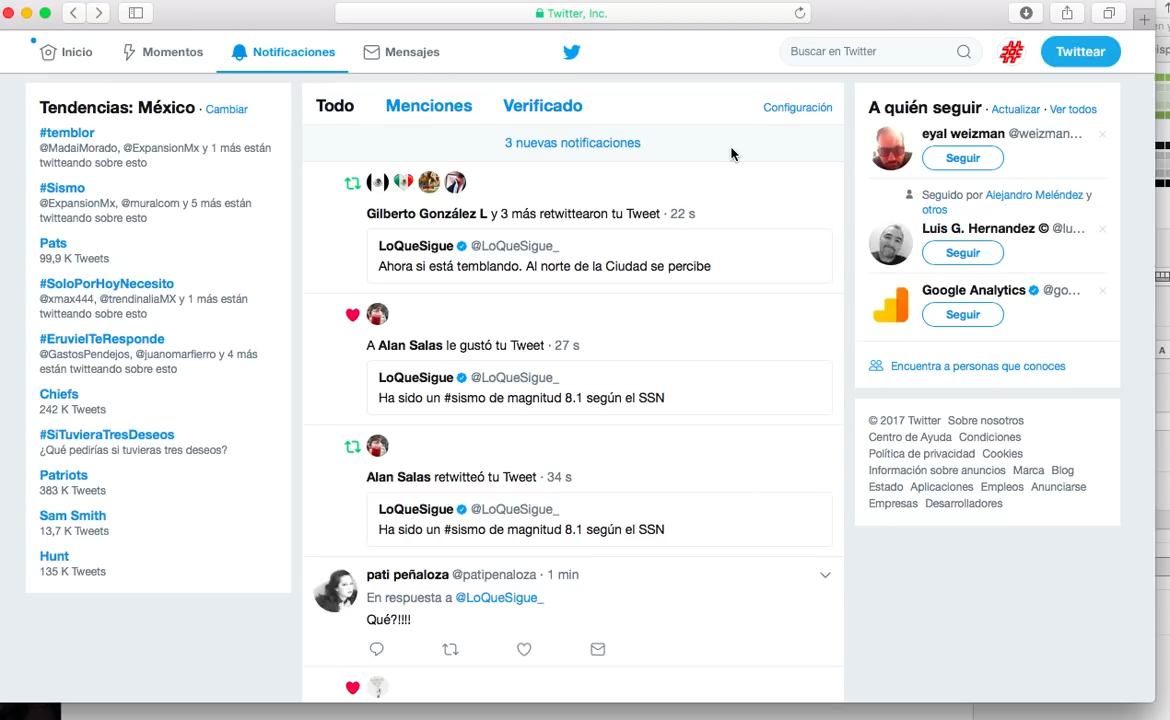 Twitter, Inc.
Inicio
Momentos
Notificaciones
Mensajes
Buscar en Twitter
Twittear
Tendencias: México · Cambiar
#temblor
@MadaiMorado, @ExpansionMx y 1 más están
twitteando sobre esto
#Sismo
@ExpansionMx, @muralcom y 5 más están
twitteando sobre esto
Pats
99,9 K Tweets
#SoloPorHoyNecesito
@xmax444, @trendinaliaMX y 1 más están
twitteando sobre esto
#EruvielTeResponde
@GastosPendejos, @juanomarfierro y 4 más
están twitteando sobre esto
Chiefs
242 K Tweets
#SiTuvieraTresDeseos
¿Qué pedirías si tuvieras tres deseos?
Patriots
383 K Tweets
Sam Smith
13,7 K Tweets
Hunt
135 K Tweets
Todo
Menciones
Verificado
Configuración
3 nuevas notificaciones
Gilberto González L y 3 más retwittearon tu Tweet · 22 s
LoQueSigue @LoQueSigue_
Ahora si está temblando. Al norte de la Ciudad se percibe
A Alan Salas le gustó tu Tweet · 27 s
LoQueSigue @LoQueSigue_
Ha sido un #sismo de magnitud 8.1 según el SSN
Alan Salas retwitteó tu Tweet · 34 s
LoQueSigue @LoQueSigue_
Ha sido un #sismo de magnitud 8.1 según el SSN
pati peñaloza @patipenaloza · 1 min
En respuesta a @LoQueSigue_
Qué?!!!!
A quién seguir · Actualizar · Ver todos
eyal weizman @weizman...
Seguir
Seguido por Alejandro Meléndez y
otros
Luis G. Hernandez © @lu...
Seguir
Google Analytics @go...
Seguir
Encuentra a personas que conoces
© 2017 Twitter Sobre nosotros
Centro de Ayuda Condiciones
Política de privacidad Cookies
Información sobre anuncios Marca Blog
Estado Aplicaciones Empleos Anunciarse
Empresas Desarrolladores